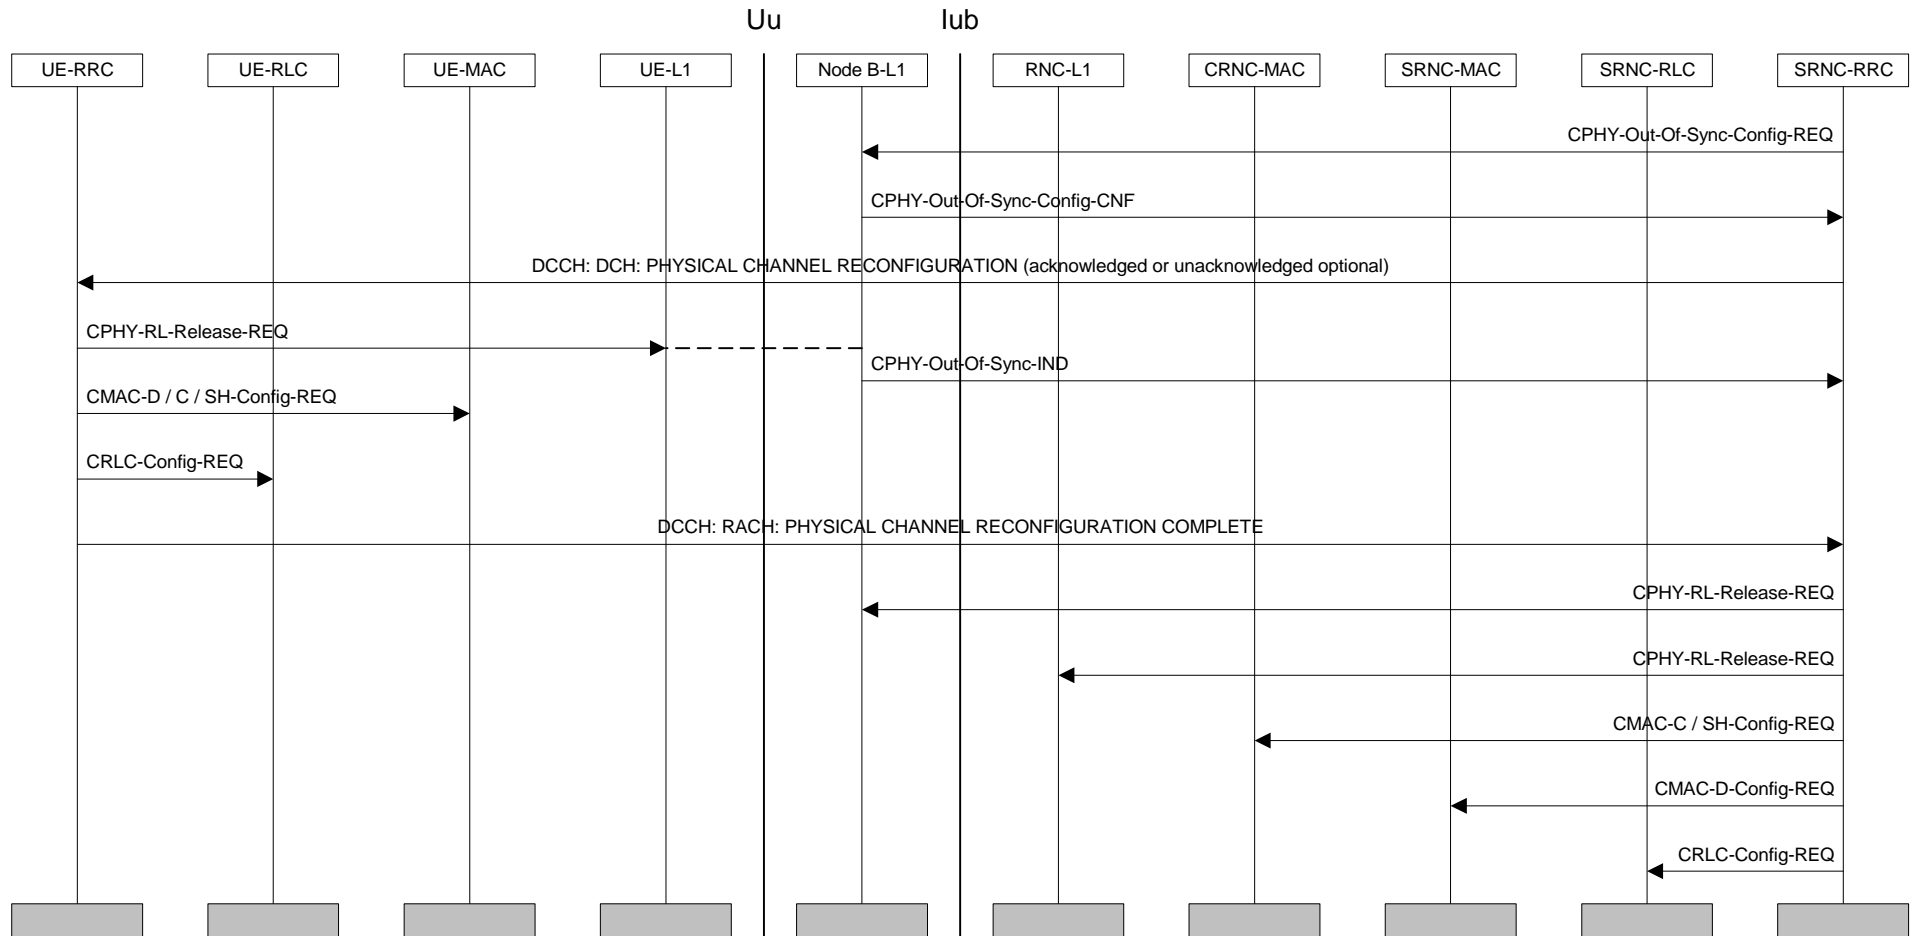 Uu
Iub
UE-RRC
UE-RLC
UE-MAC
UE-L1
Node B-L1
RNC-L1
CRNC-MAC
SRNC-MAC
SRNC-RLC
SRNC-RRC
CPHY-Out-Of-Sync-Config-REQ
CPHY-Out-Of-Sync-Config-CNF
DCCH: DCH: PHYSICAL CHANNEL RECONFIGURATION (acknowledged or unacknowledged optional)
CPHY-RL-Release-REQ
CPHY-Out-Of-Sync-IND
CMAC-D / C / SH-Config-REQ
CRLC-Config-REQ
DCCH: RACH: PHYSICAL CHANNEL RECONFIGURATION COMPLETE
CPHY-RL-Release-REQ
CPHY-RL-Release-REQ
CMAC-C / SH-Config-REQ
CMAC-D-Config-REQ
CRLC-Config-REQ